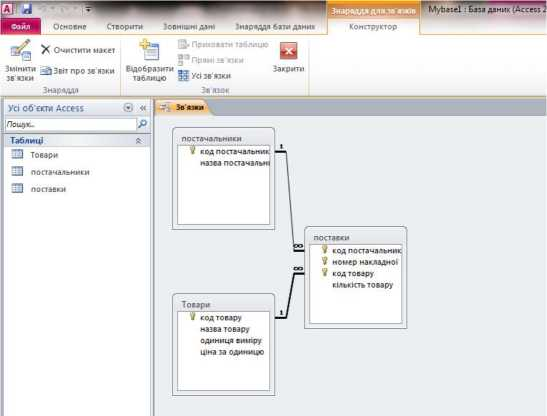 Знаряддя для зв'язків
Mybase1 : База даних (Access 2
Файл Основне Створити Зовнішні дані Знаряддя бази даних Конструктор
Змінити зв'язки
Очистити макет
Звіт про зв'язки
Знаряддя
Відобразити таблицю
Приховати таблицю
Прямі зв'язки
Усі зв'язки
Зв'язок
Закрити
Усі об'єкти Access
Пошук...
Таблиці
Товари
постачальники
поставки
Зв'язки
постачальники
код постачальник
назва постачальни
1
∞
поставки
код постачальник
номер накладної
код товару
кількість товару
∞
1
Товари
код товару
назва товару
одиниця виміру
ціна за одиницю